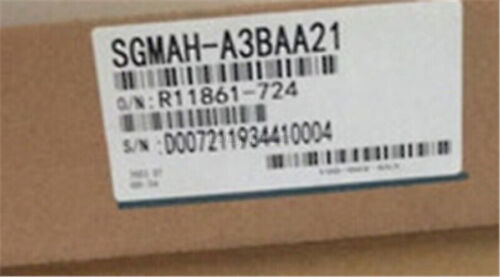 SGMAH-A3BAA21
O/N: R11861-724
S/N: D007211934410004